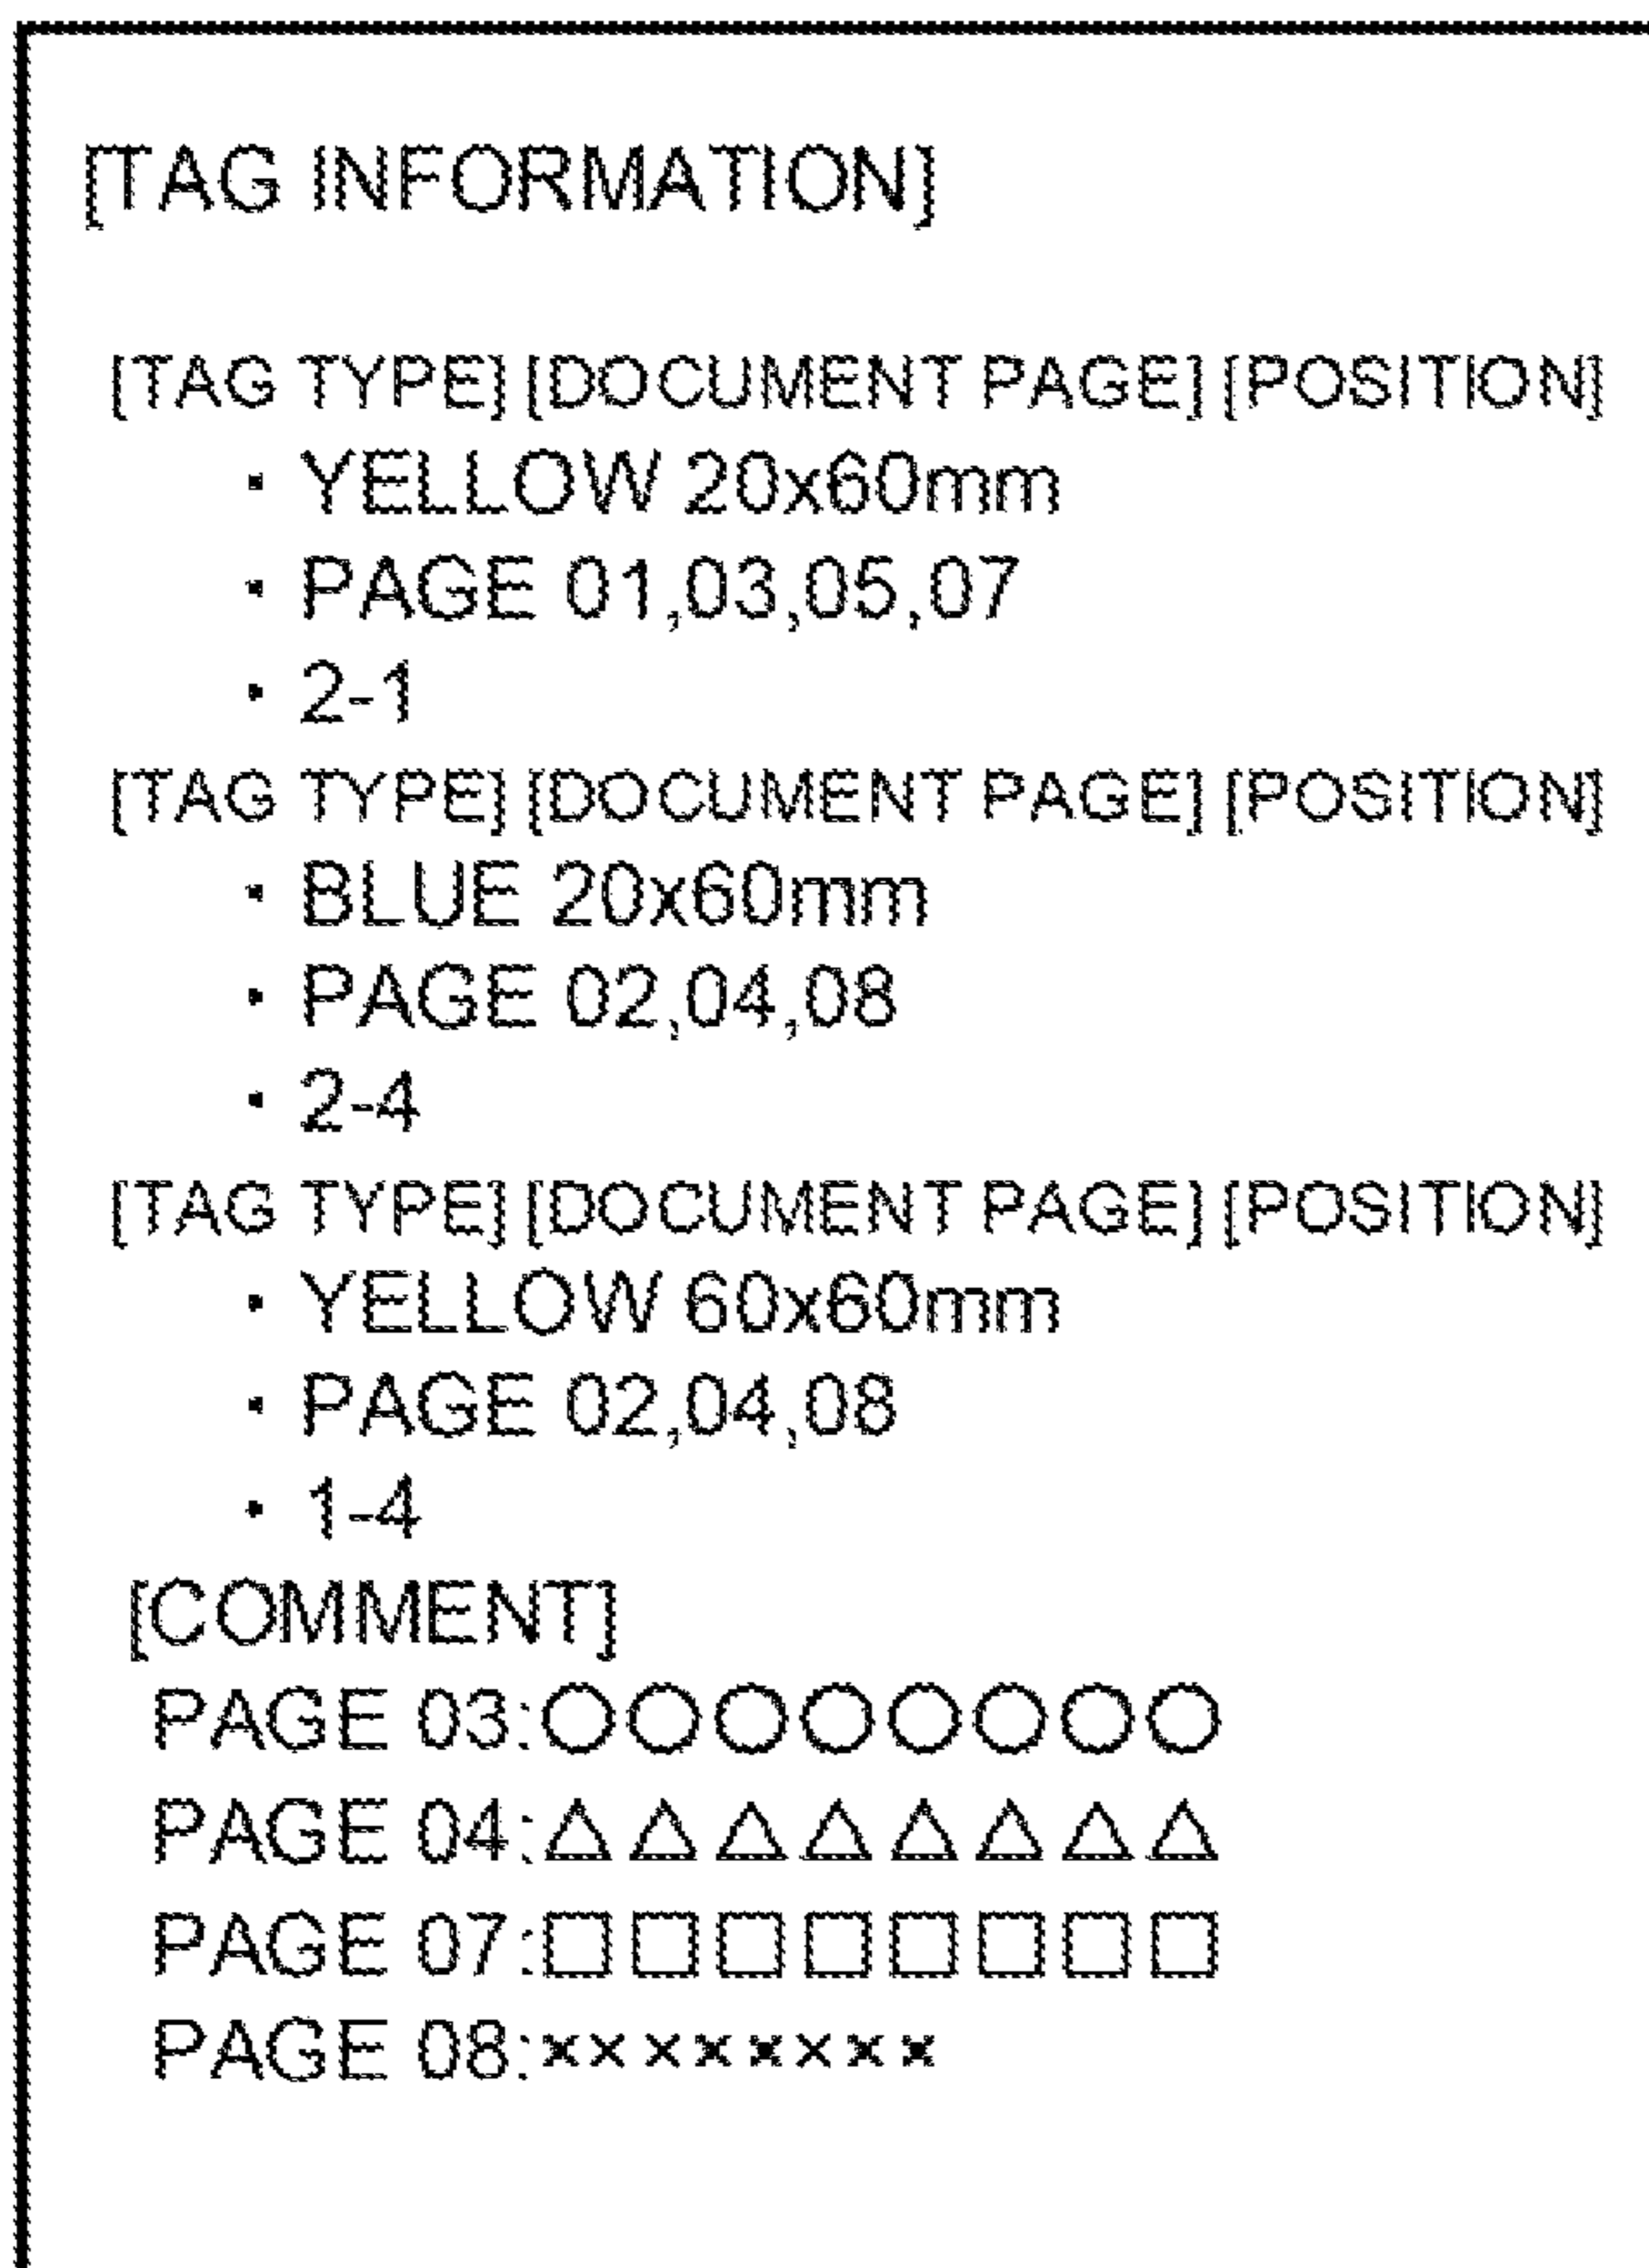 [TAG INFORMATION]
[TAG TYPE] [DOCUMENT PAGE] [POSITION]
・ YELLOW 20x60mm
・ PAGE 01,03,05,07
・ 2-1
[TAG TYPE] [DOCUMENT PAGE] [POSITION]
・ BLUE 20x60mm
・ PAGE 02,04,08
・ 2-4
[TAG TYPE] [DOCUMENT PAGE] [POSITION]
・ YELLOW 60x60mm
・ PAGE 02,04,08
・ 1-4
[COMMENT]
PAGE 03:○○○○○○○○
PAGE 04:△△△△△△△△
PAGE 07:□□□□□□□□
PAGE 08:××××××××